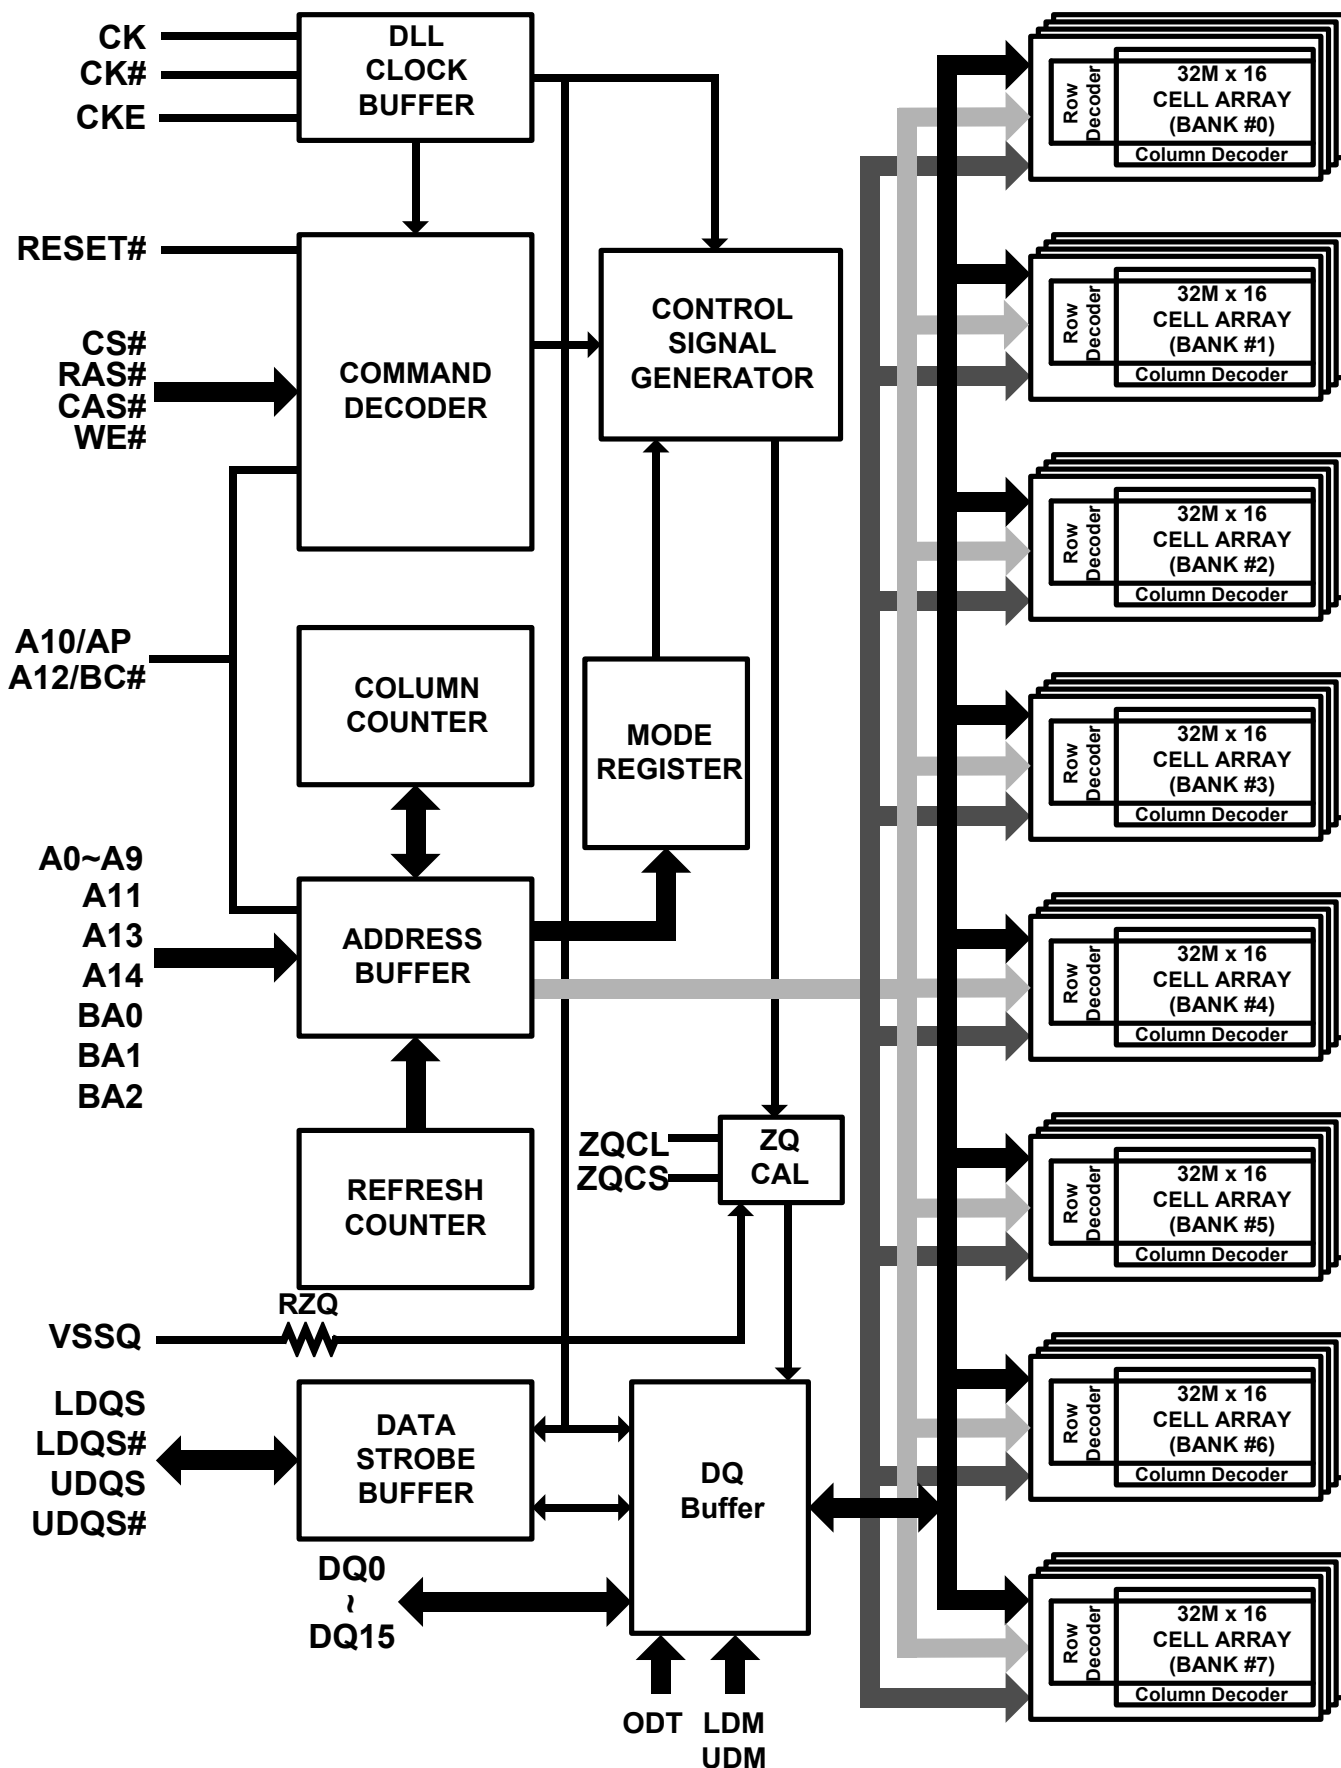 CK
CK#
CKE
DLL
CLOCK
BUFFER
RESET#
CS#
RAS#
CAS#
WE#
COMMAND
DECODER
CONTROL
SIGNAL
GENERATOR
A10/AP
A12/BC#
COLUMN
COUNTER
MODE
REGISTER
A0~A9
A11
A13
A14
BA0
BA1
BA2
ADDRESS
BUFFER
REFRESH
COUNTER
ZQCL
ZQCS
ZQ
CAL
RZQ
VSSQ
LDQS
LDQS#
UDQS
UDQS#
DATA
STROBE
BUFFER
DQ
Buffer
DQ0
~
DQ15
ODT
LDM
UDM
Row
Decoder
32M x 16
CELL ARRAY
(BANK #0)
Column Decoder
Row
Decoder
32M x 16
CELL ARRAY
(BANK #1)
Column Decoder
Row
Decoder
32M x 16
CELL ARRAY
(BANK #2)
Column Decoder
Row
Decoder
32M x 16
CELL ARRAY
(BANK #3)
Column Decoder
Row
Decoder
32M x 16
CELL ARRAY
(BANK #4)
Column Decoder
Row
Decoder
32M x 16
CELL ARRAY
(BANK #5)
Column Decoder
Row
Decoder
32M x 16
CELL ARRAY
(BANK #6)
Column Decoder
Row
Decoder
32M x 16
CELL ARRAY
(BANK #7)
Column Decoder